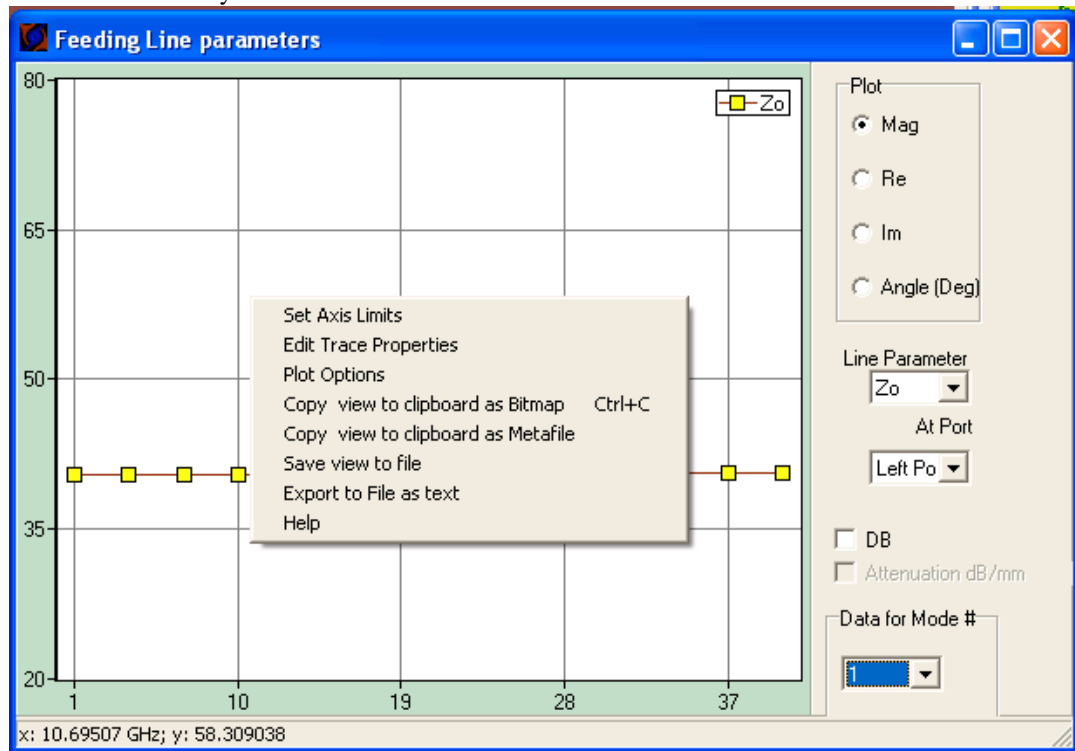 Feeding Line parameters
80
65
50
35
20
1 10 19 28 37
Zo
Set Axis Limits
Edit Trace Properties
Plot Options
Copy view to clipboard as Bitmap Ctrl+C
Copy view to clipboard as Metafile
Save view to file
Export to File as text
Help
Plot
Mag
Re
Im
Angle (Deg)
Line Parameter
Zo
At Port
Left Po
DB
Attenuation dB/mm
Data for Mode #
1
x: 10.69507 GHz; y: 58.309038